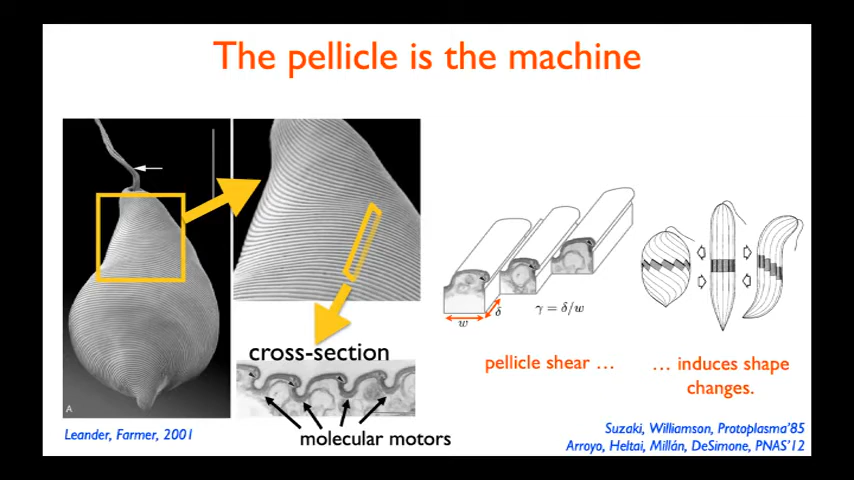 The pellicle is the machine
A
cross-section
molecular motors
Leander, Farmer, 2001
w
δ
γ = δ/w
pellicle shear …
… induces shape
changes.
Suzaki, Williamson, Protoplasma'85
Arroyo, Heltai, Millán, DeSimone, PNAS'12